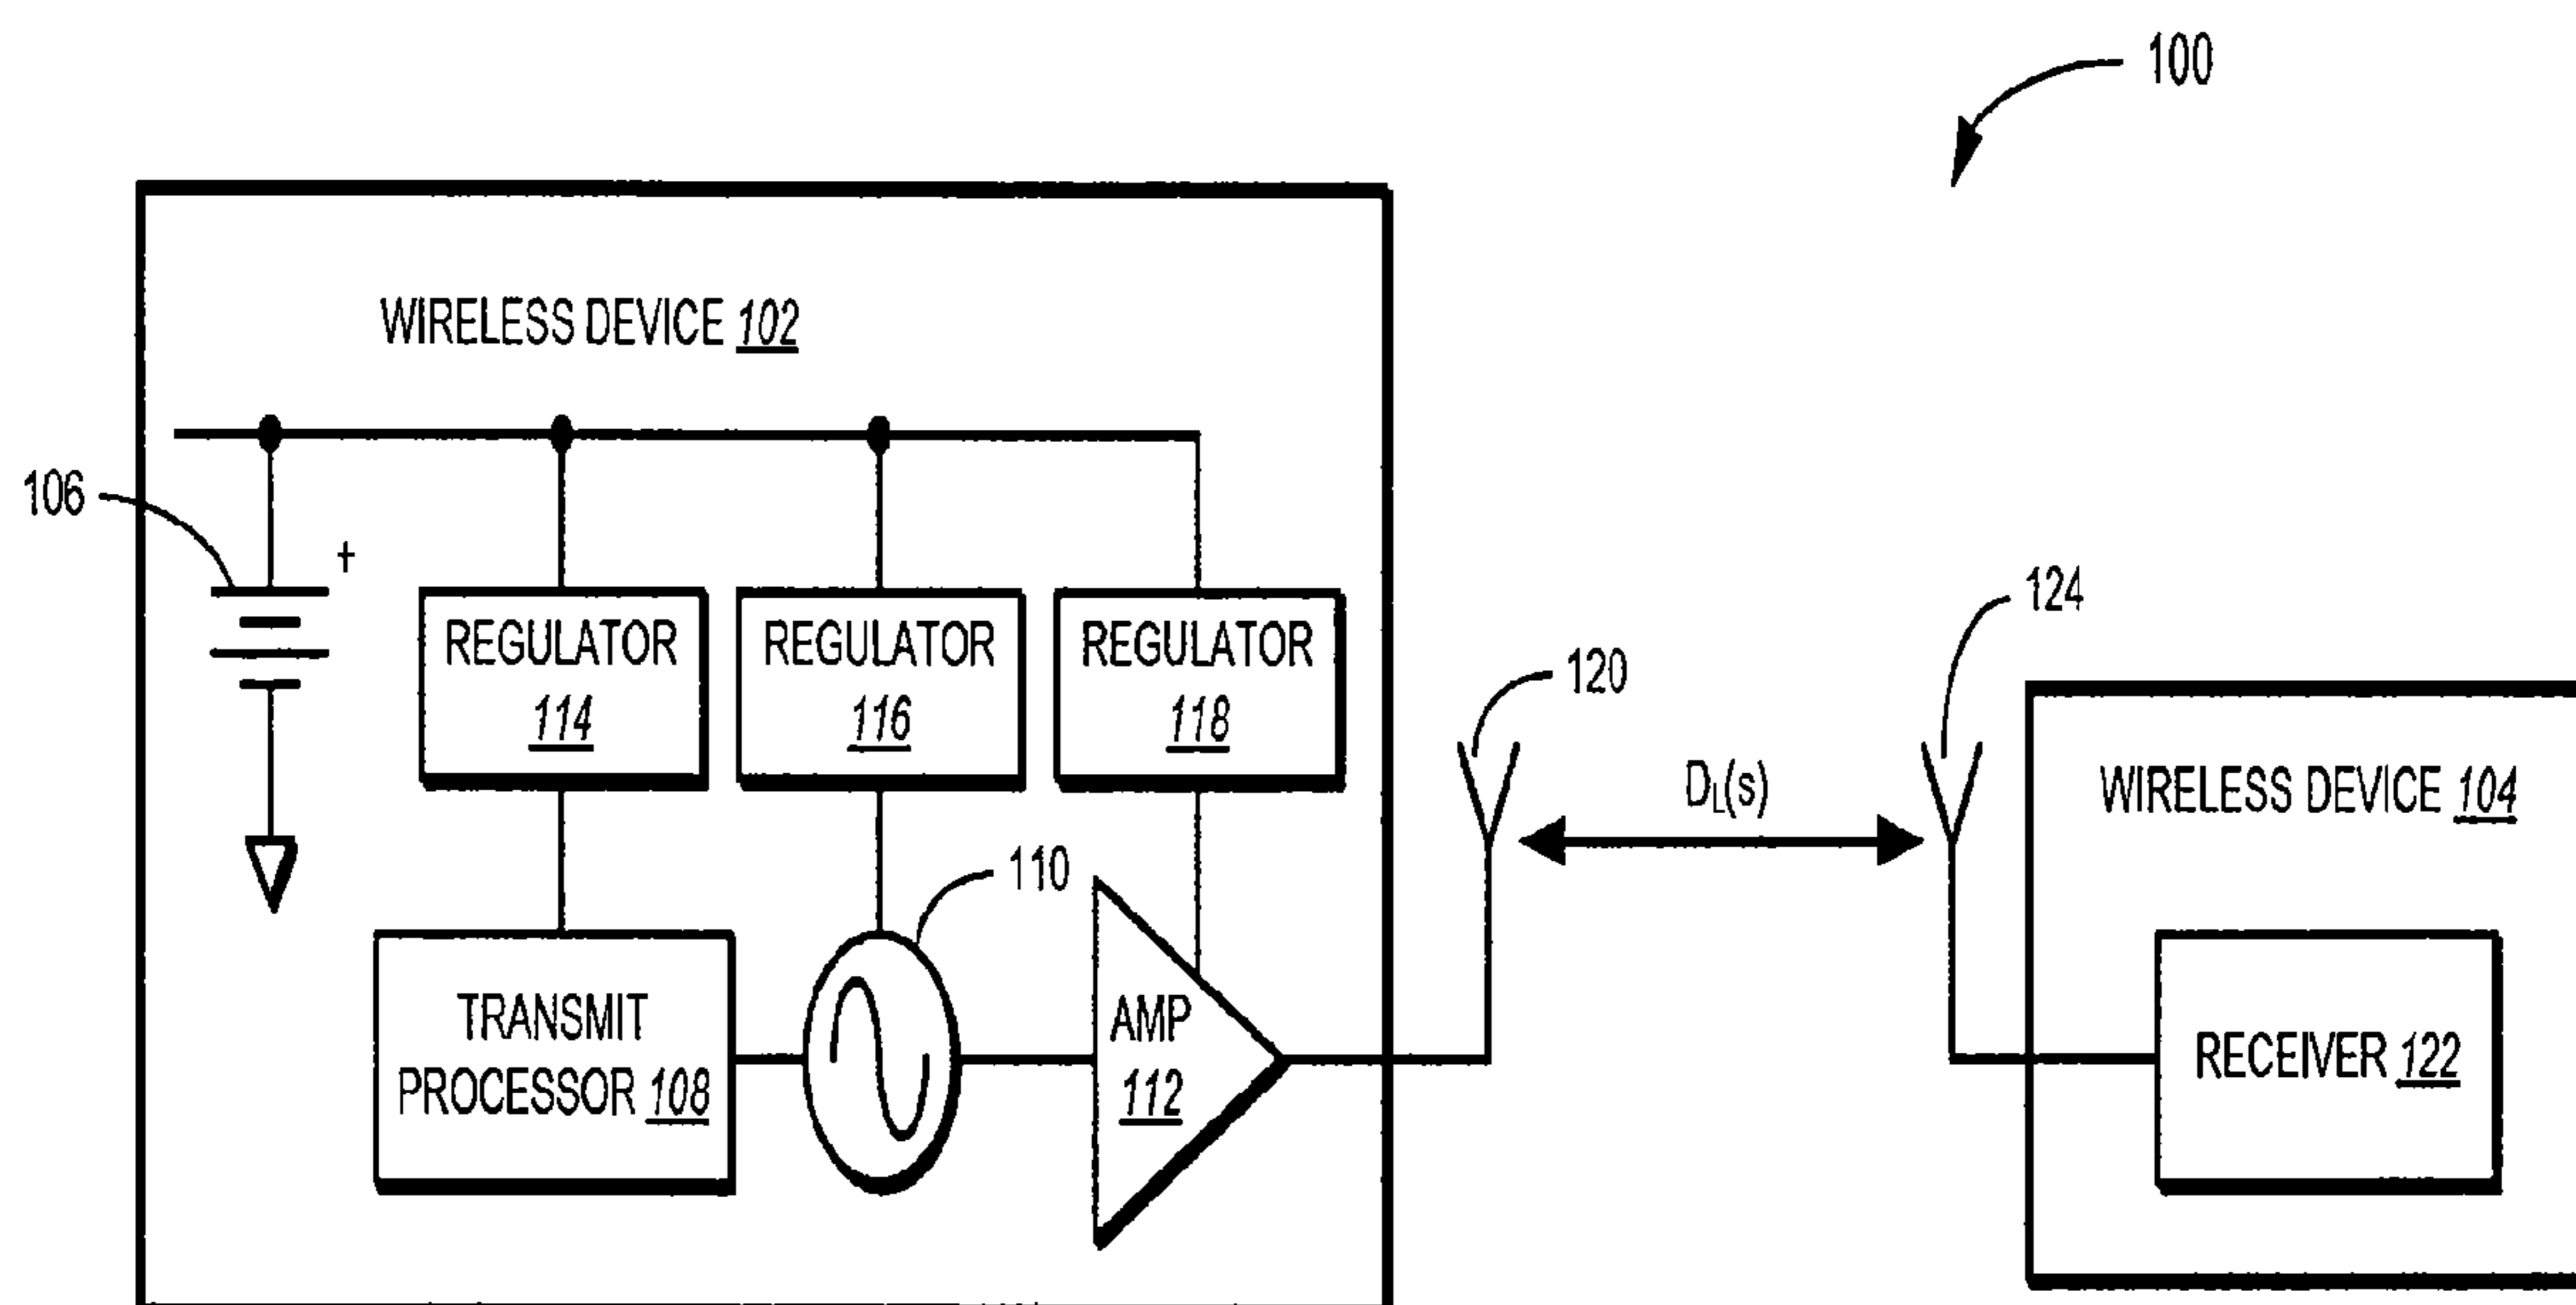 100
WIRELESS DEVICE 102
106
+
REGULATOR
114
REGULATOR
116
REGULATOR
118
120
124
DL(s)
WIRELESS DEVICE 104
110
TRANSMIT
PROCESSOR 108
AMP
112
RECEIVER 122